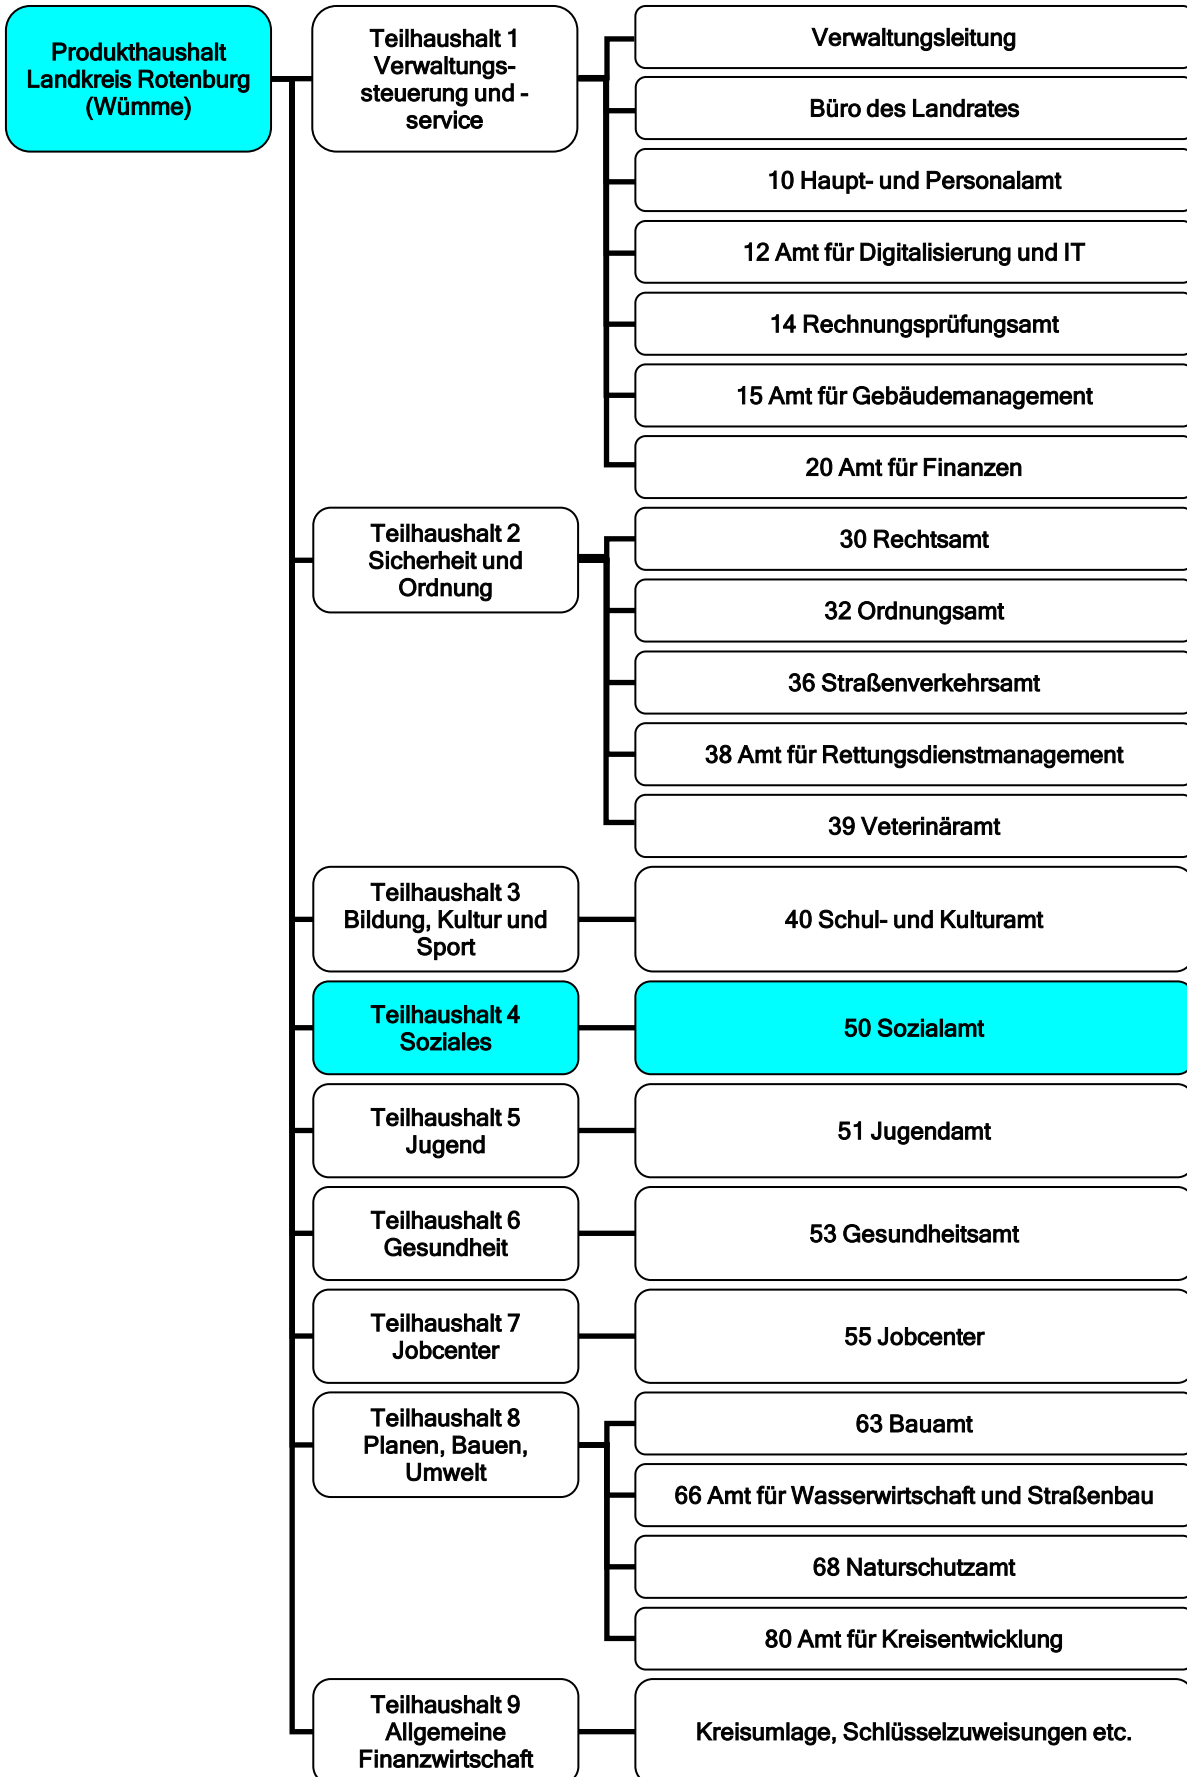 Produkthaushalt
Landkreis Rotenburg
(Wümme)
Teilhaushalt 1
Verwaltungs-
steuerung und -
service
Verwaltungsleitung
Büro des Landrates
10 Haupt- und Personalamt
12 Amt für Digitalisierung und IT
14 Rechnungsprüfungsamt
15 Amt für Gebäudemanagement
20 Amt für Finanzen
Teilhaushalt 2
Sicherheit und
Ordnung
30 Rechtsamt
32 Ordnungsamt
36 Straßenverkehrsamt
38 Amt für Rettungsdienstmanagement
39 Veterinäramt
Teilhaushalt 3
Bildung, Kultur und
Sport
40 Schul- und Kulturamt
Teilhaushalt 4
Soziales
50 Sozialamt
Teilhaushalt 5
Jugend
51 Jugendamt
Teilhaushalt 6
Gesundheit
53 Gesundheitsamt
Teilhaushalt 7
Jobcenter
55 Jobcenter
Teilhaushalt 8
Planen, Bauen,
Umwelt
63 Bauamt
66 Amt für Wasserwirtschaft und Straßenbau
68 Naturschutzamt
80 Amt für Kreisentwicklung
Teilhaushalt 9
Allgemeine
Finanzwirtschaft
Kreisumlage, Schlüsselzuweisungen etc.